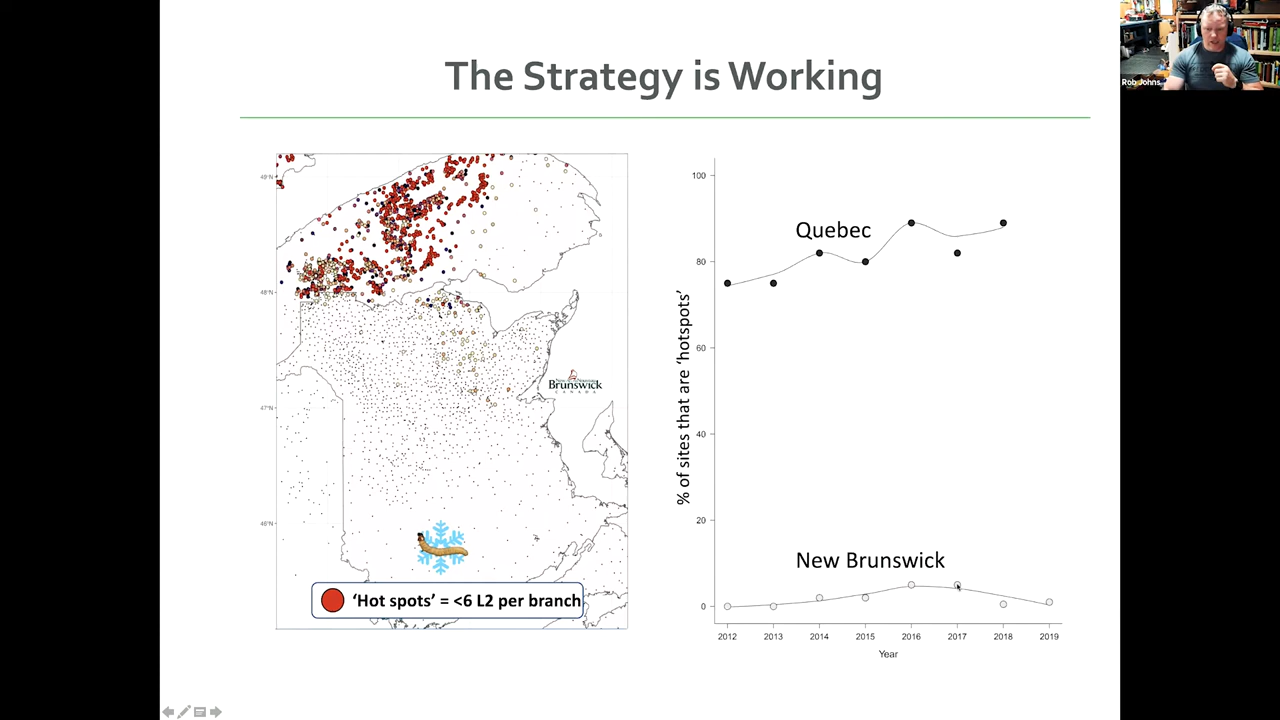 The Strategy is Working
Rob Johns
49°N
48°N
47°N
46°N
Brunswick
CANADA
'Hot spots' = <6 L2 per branch
% of sites that are 'hotspots'
100
80
60
40
20
0
Quebec
New Brunswick
2012 2013 2014 2015 2016 2017 2018 2019
Year